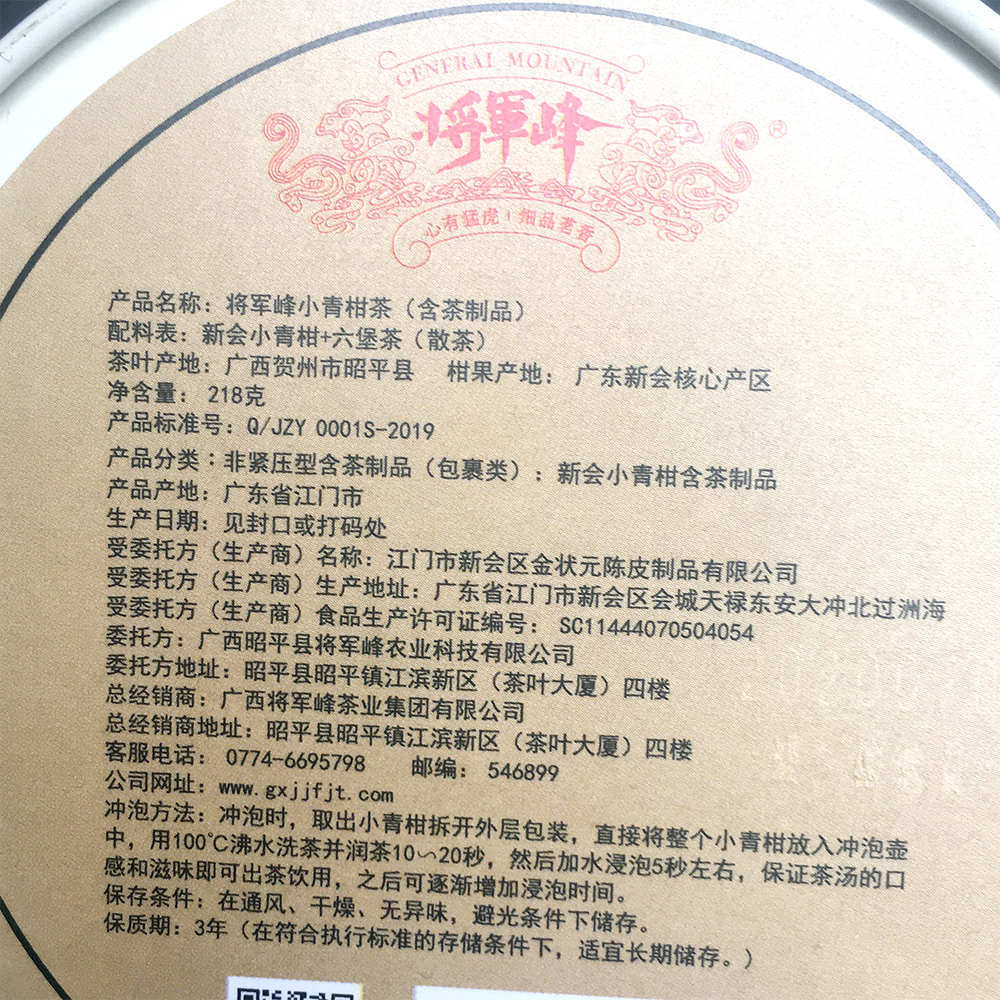 GENERAL MOUNTAIN
将軍峰
®
心有猛虎 细品茗香
产品名称：将军峰小青柑茶（含茶制品）
配料表：新会小青柑+六堡茶（散茶）
茶叶产地：广西贺州市昭平县 柑果产地：广东新会核心产区
净含量：218克
产品标准号：Q/JZY 0001S-2019
产品分类：非紧压型含茶制品（包裹类）：新会小青柑含茶制品
产品产地：广东省江门市
生产日期：见封口或打码处
受委托方（生产商）名称：江门市新会区金状元陈皮制品有限公司
受委托方（生产商）生产地址：广东省江门市新会区会城天禄东安大冲北过洲海
受委托方（生产商）食品生产许可证编号：SC11444070504054
委托方：广西昭平县将军峰农业科技有限公司
委托方地址：昭平县昭平镇江滨新区（茶叶大厦）四楼
总经销商：广西将军峰茶业集团有限公司
总经销商地址：昭平县昭平镇江滨新区（茶叶大厦）四楼
客服电话：0774-6695798 邮编：546899
公司网址：www.gxjjfjt.com
冲泡方法：冲泡时，取出小青柑拆开外层包装，直接将整个小青柑放入冲泡壶
中，用100℃沸水洗茶并润茶10～20秒，然后加水浸泡5秒左右，保证茶汤的口
感和滋味即可出茶饮用，之后可逐渐增加浸泡时间。
保存条件：在通风、干燥、无异味，避光条件下储存。
保质期：3年（在符合执行标准的存储条件下，适宜长期储存。）